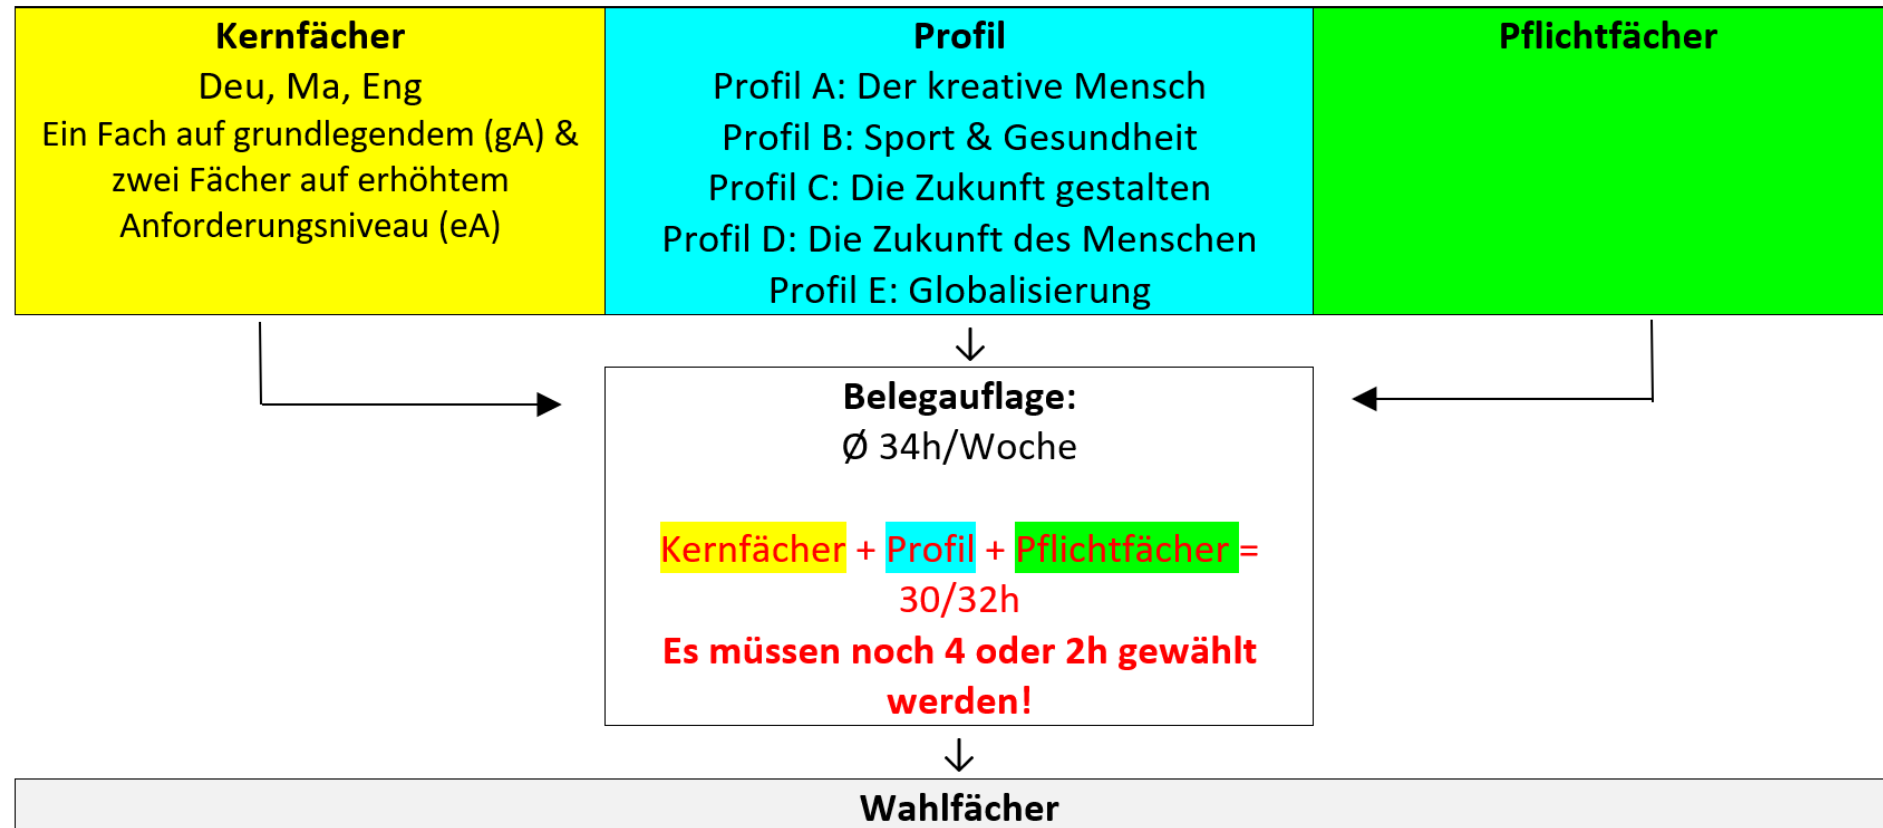 Kernfächer
Deu, Ma, Eng
Ein Fach auf grundlegendem (gA) &
zwei Fächer auf erhöhtem
Anforderungsniveau (eA)
Profil
Profil A: Der kreative Mensch
Profil B: Sport & Gesundheit
Profil C: Die Zukunft gestalten
Profil D: Die Zukunft des Menschen
Profil E: Globalisierung
Pflichtfächer
Belegauflage:
Ø 34h/Woche
Kernfächer + Profil + Pflichtfächer =
30/32h
Es müssen noch 4 oder 2h gewählt
werden!
Wahlfächer